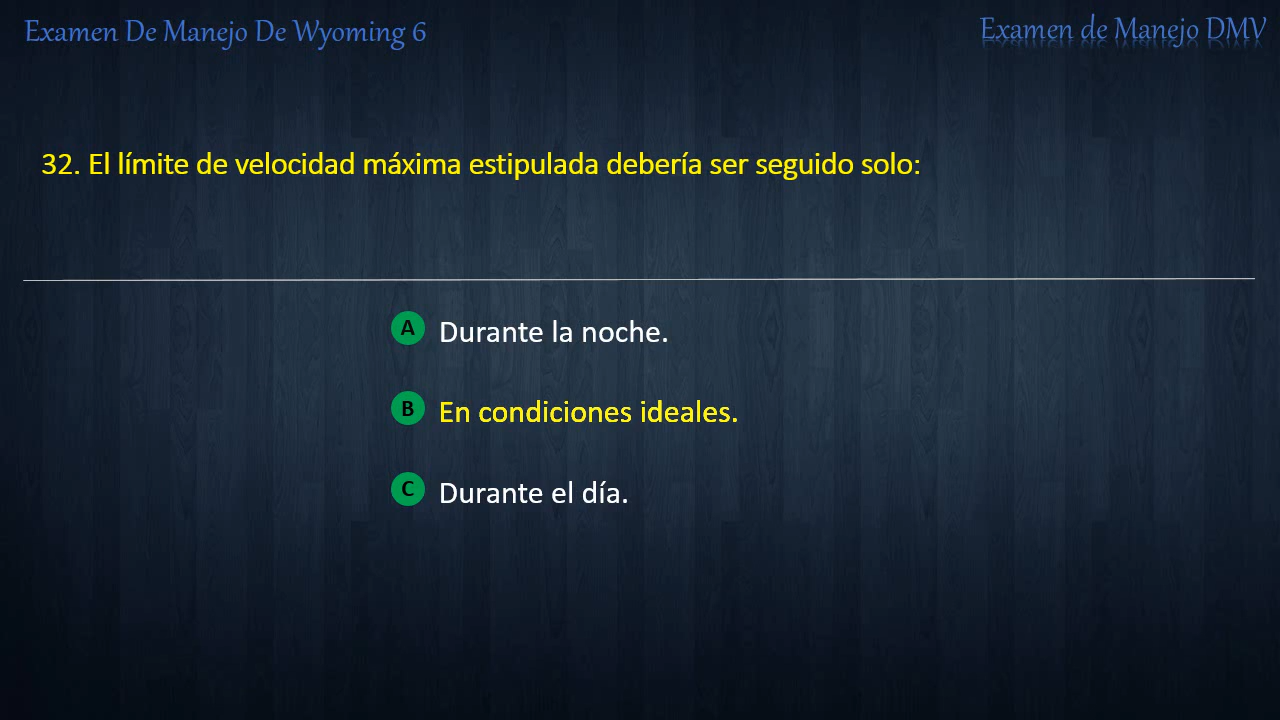 Examen De Manejo De Wyoming 6
Examen de Manejo DMV
32. El límite de velocidad máxima estipulada debería ser seguido solo:
A Durante la noche.
B En condiciones ideales.
C Durante el día.